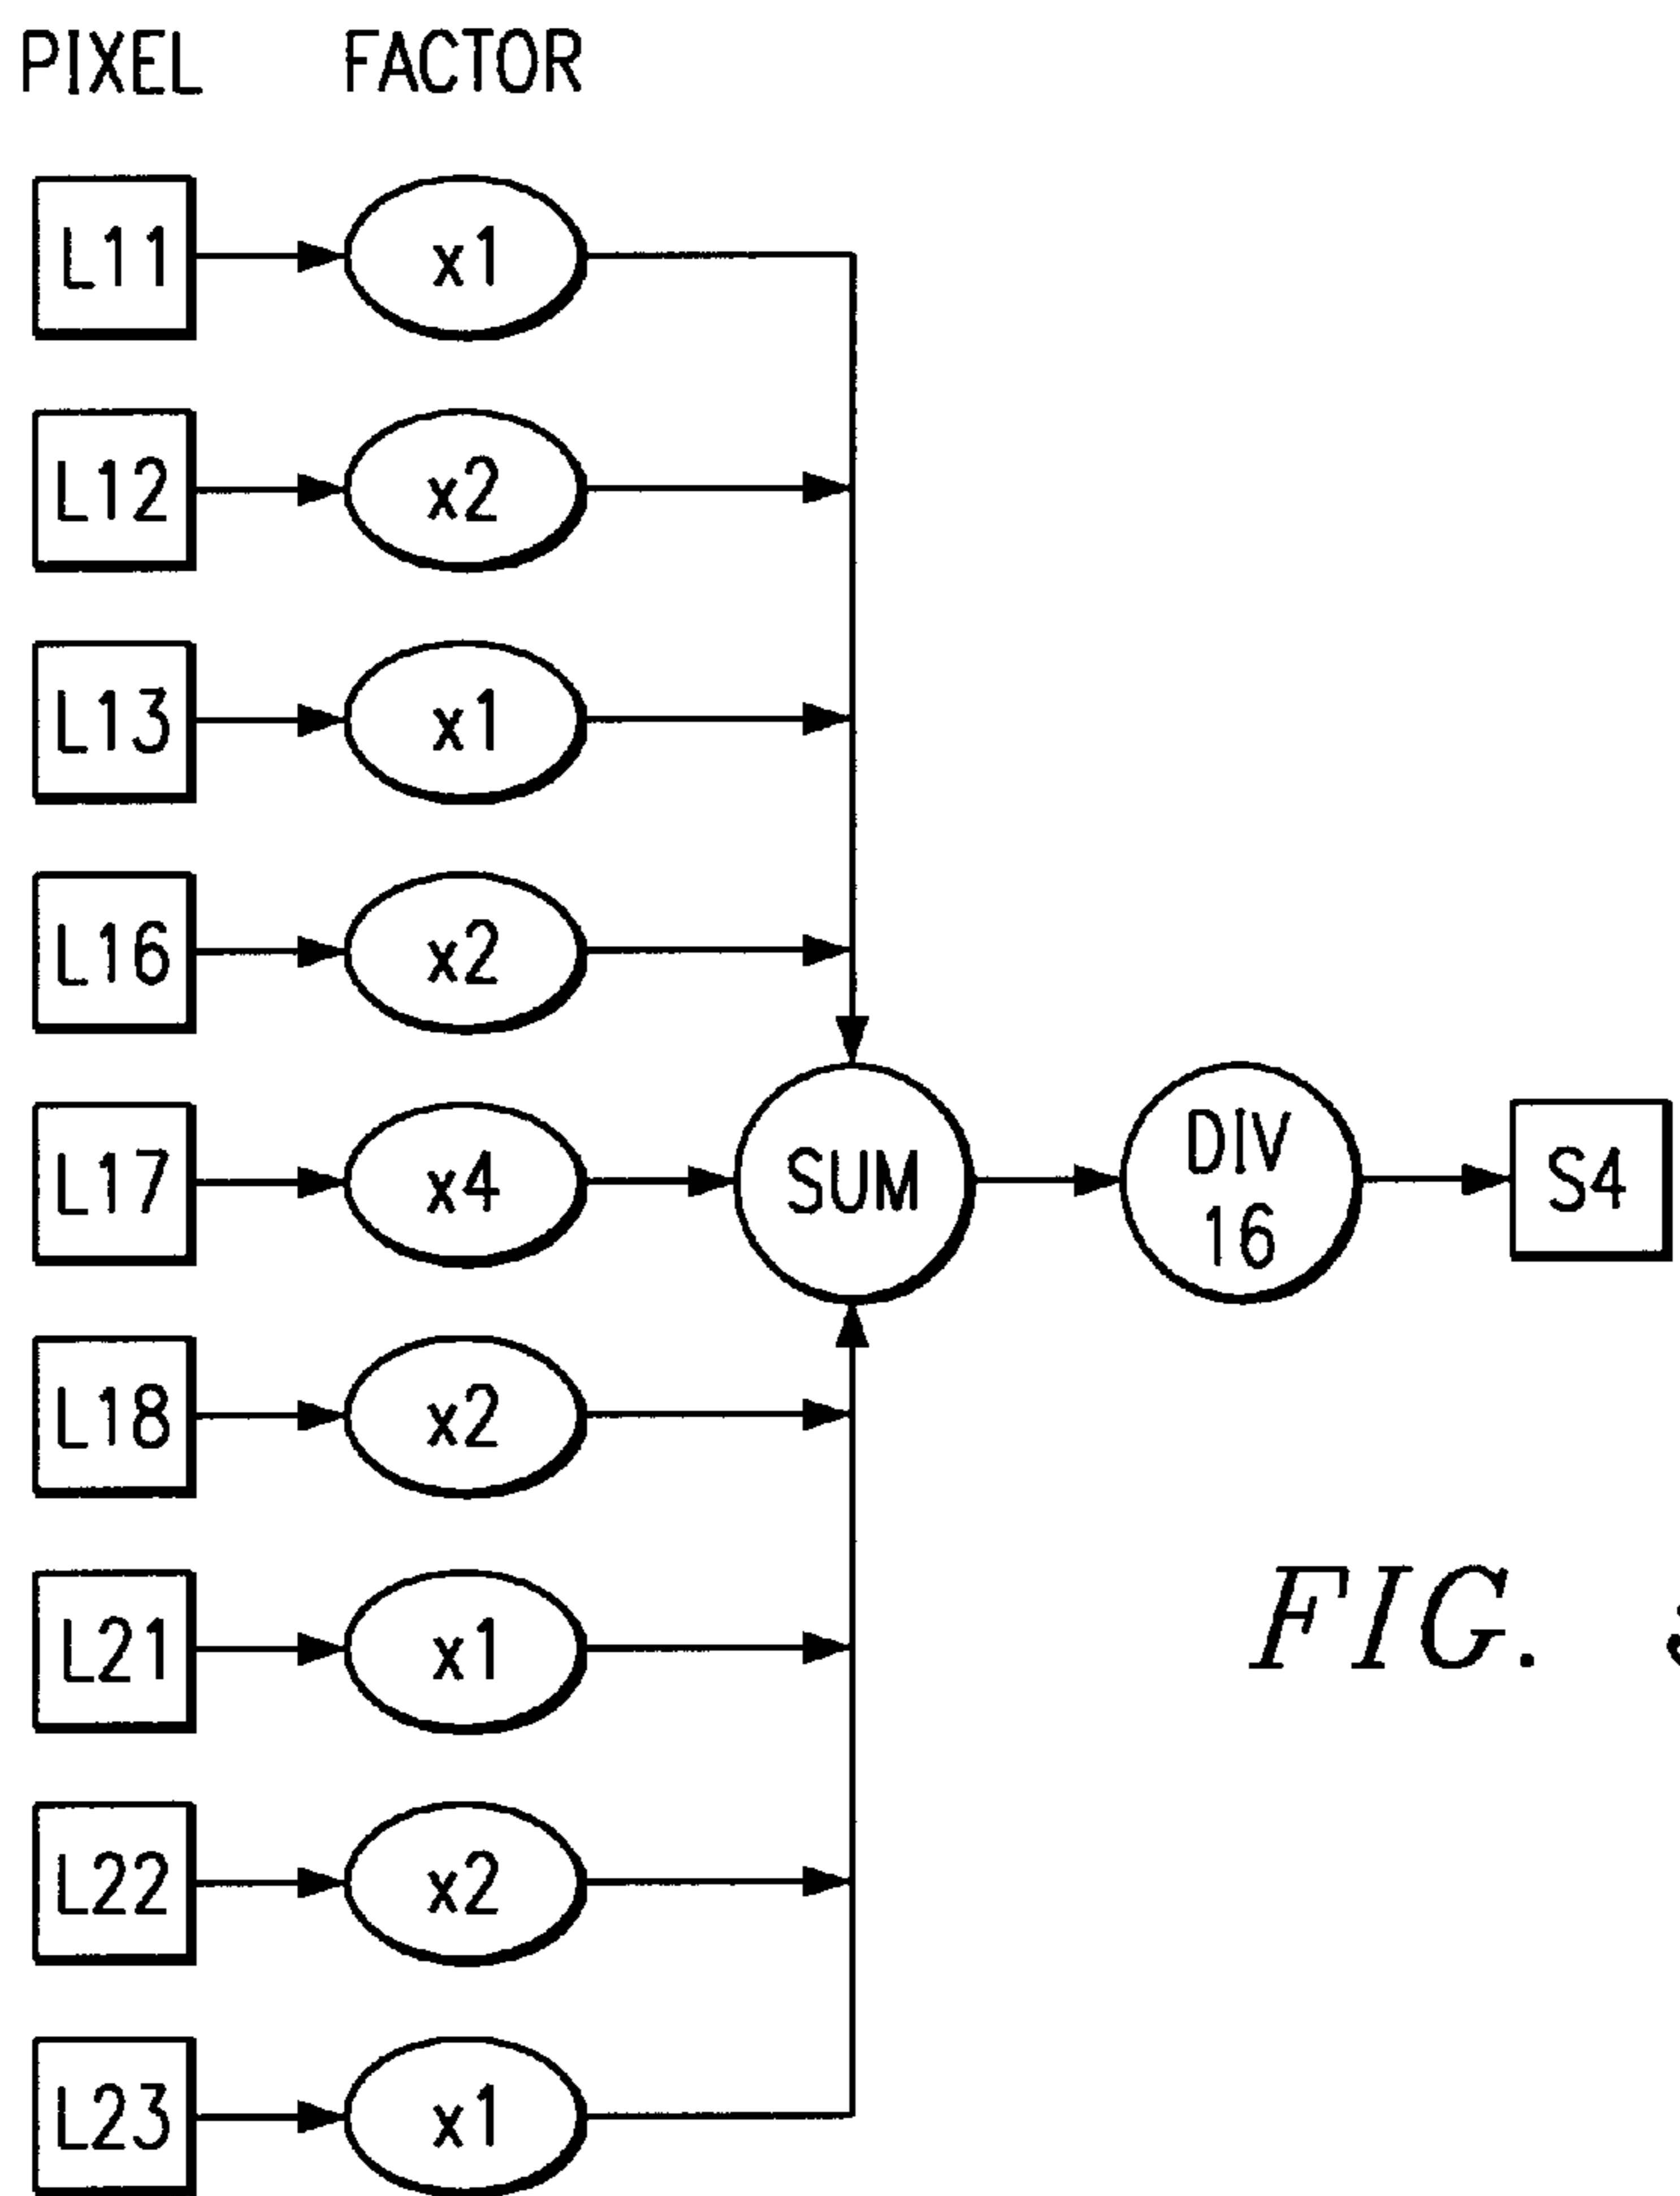 PIXEL FACTOR
L11 x1
L12 x2
L13 x1
L16 x2
L17 x4 SUM DIV 16 S4
L18 x2
L21 x1
FIG.
L22 x2
L23 x1